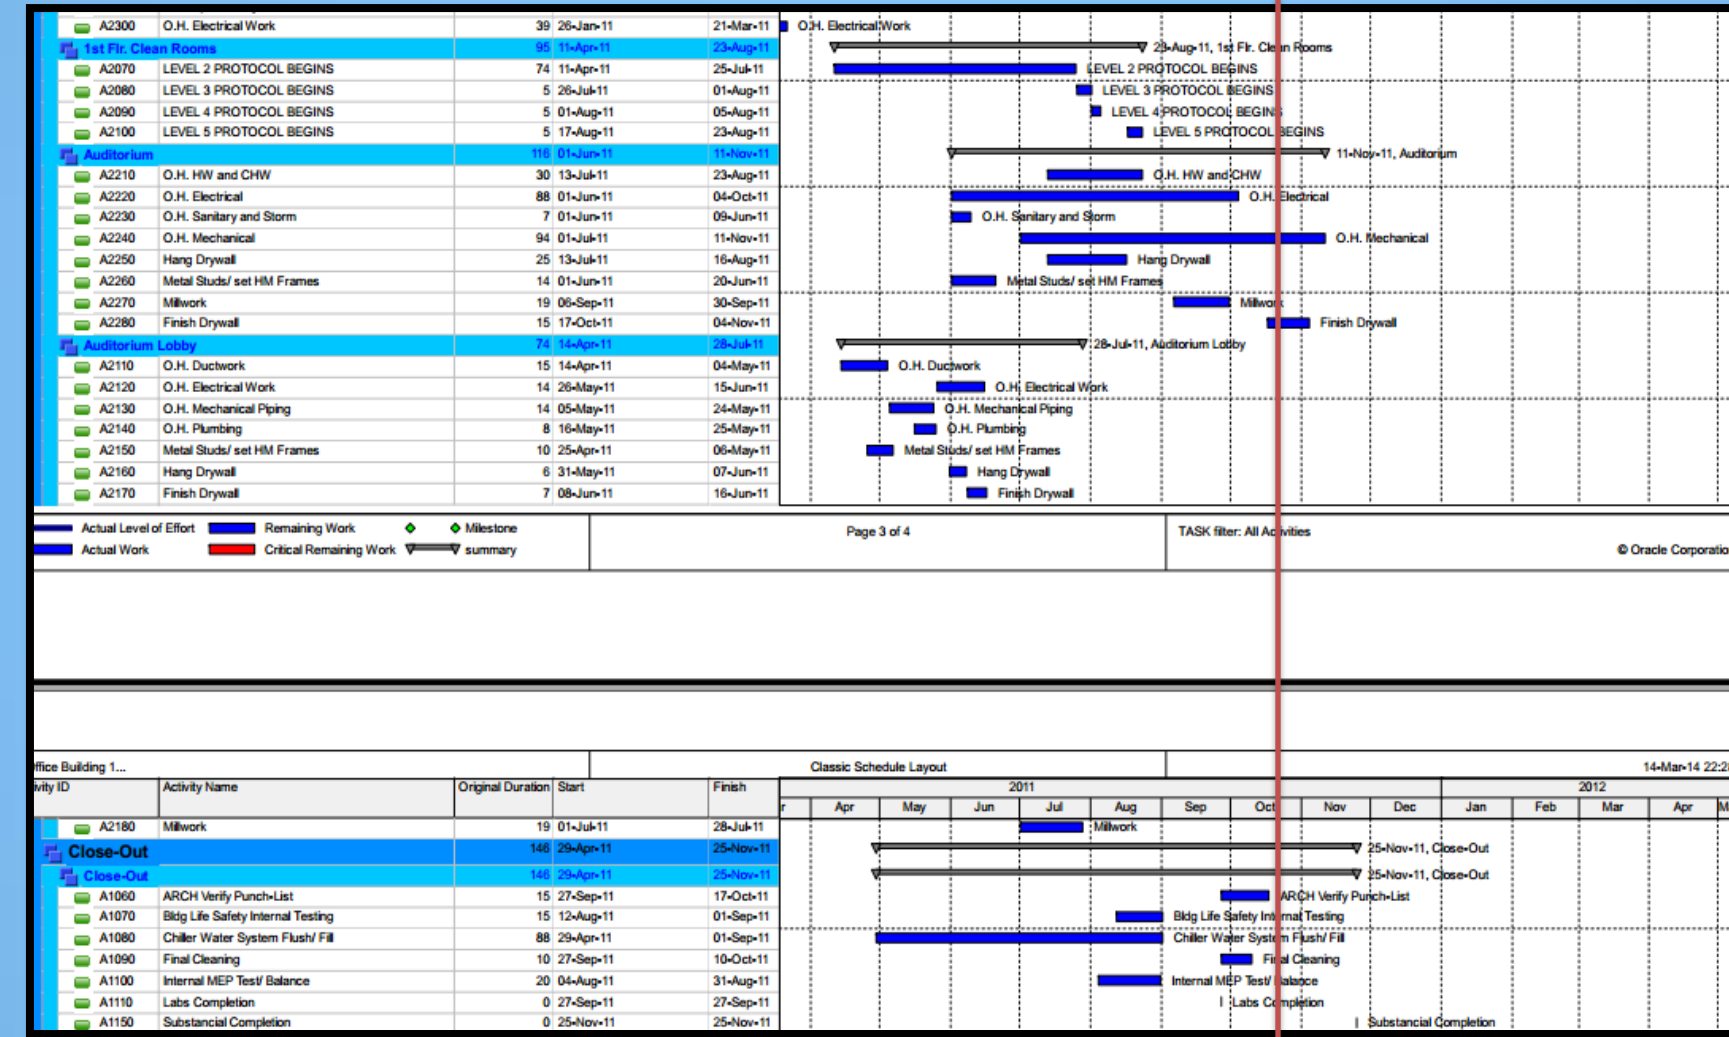 A2300 O.H. Electrical Work 39 26-Jan-11 21-Mar-11 O.H. Electrical Work
1st Flr. Clean Rooms 95 11-Apr-11 23-Aug-11 23-Aug-11, 1st Flr. Clean Rooms
A2070 LEVEL 2 PROTOCOL BEGINS 74 11-Apr-11 25-Jul-11 LEVEL 2 PROTOCOL BEGINS
A2080 LEVEL 3 PROTOCOL BEGINS 5 26-Jul-11 01-Aug-11 LEVEL 3 PROTOCOL BEGINS
A2090 LEVEL 4 PROTOCOL BEGINS 5 01-Aug-11 05-Aug-11 LEVEL 4 PROTOCOL BEGINS
A2100 LEVEL 5 PROTOCOL BEGINS 5 17-Aug-11 23-Aug-11 LEVEL 5 PROTOCOL BEGINS
Auditorium 116 01-Jun-11 11-Nov-11 11-Nov-11, Auditorium
A2210 O.H. HW and CHW 30 13-Jul-11 23-Aug-11 O.H. HW and CHW
A2220 O.H. Electrical 88 01-Jun-11 04-Oct-11 O.H. Electrical
A2230 O.H. Sanitary and Storm 7 01-Jun-11 09-Jun-11 O.H. Sanitary and Storm
A2240 O.H. Mechanical 94 01-Jul-11 11-Nov-11 O.H. Mechanical
A2250 Hang Drywall 25 13-Jul-11 16-Aug-11 Hang Drywall
A2260 Metal Studs/ set HM Frames 14 01-Jun-11 20-Jun-11 Metal Studs/ set HM Frames
A2270 Millwork 19 06-Sep-11 30-Sep-11 Millwork
A2280 Finish Drywall 15 17-Oct-11 04-Nov-11 Finish Drywall
Auditorium Lobby 74 14-Apr-11 28-Jul-11 28-Jul-11, Auditorium Lobby
A2110 O.H. Ductwork 15 14-Apr-11 04-May-11 O.H. Ductwork
A2120 O.H. Electrical Work 14 26-May-11 15-Jun-11 O.H. Electrical Work
A2130 O.H. Mechanical Piping 14 05-May-11 24-May-11 O.H. Mechanical Piping
A2140 O.H. Plumbing 8 16-May-11 25-May-11 O.H. Plumbing
A2150 Metal Studs/ set HM Frames 10 25-Apr-11 06-May-11 Metal Studs/ set HM Frames
A2160 Hang Drywall 6 31-May-11 07-Jun-11 Hang Drywall
A2170 Finish Drywall 7 08-Jun-11 16-Jun-11 Finish Drywall
Actual Level of Effort Remaining Work Milestone Page 3 of 4 TASK filter: All Activities
Actual Work Critical Remaining Work summary © Oracle Corporatio
ffice Building 1... Classic Schedule Layout 14-Mar-14 22:2
ivity ID Activity Name Original Duration Start Finish 2011 2012
r Apr May Jun Jul Aug Sep Oct Nov Dec Jan Feb Mar Apr M
A2180 Millwork 19 01-Jul-11 28-Jul-11 Millwork
Close-Out 146 29-Apr-11 25-Nov-11 25-Nov-11, Close-Out
Close-Out 146 29-Apr-11 25-Nov-11 25-Nov-11, Close-Out
A1060 ARCH Verify Punch-List 15 27-Sep-11 17-Oct-11 ARCH Verify Punch-List
A1070 Bldg Life Safety Internal Testing 15 12-Aug-11 01-Sep-11 Bldg Life Safety Internal Testing
A1080 Chiller Water System Flush/ Fill 88 29-Apr-11 01-Sep-11 Chiller Water System Flush/ Fill
A1090 Final Cleaning 10 27-Sep-11 10-Oct-11 Final Cleaning
A1100 Internal MEP Test/ Balance 20 04-Aug-11 31-Aug-11 Internal MEP Test/ Balance
A1110 Labs Completion 0 27-Sep-11 27-Sep-11 Labs Completion
A1150 Substancial Completion 0 25-Nov-11 25-Nov-11 Substancial Completion